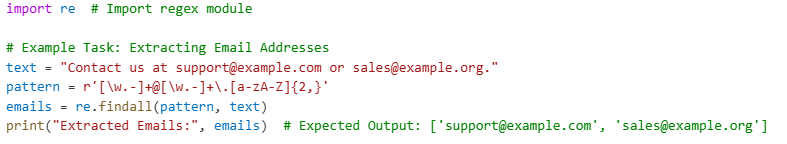 import re  # Import regex module
# Example Task: Extracting Email Addresses
text = "Contact us at support@example.com or sales@example.org."
pattern = r'[\w.-]+@[\w.-]+\.[a-zA-Z]{2,}'
emails = re.findall(pattern, text)
print("Extracted Emails:", emails)  # Expected Output: ['support@example.com', 'sales@example.org']